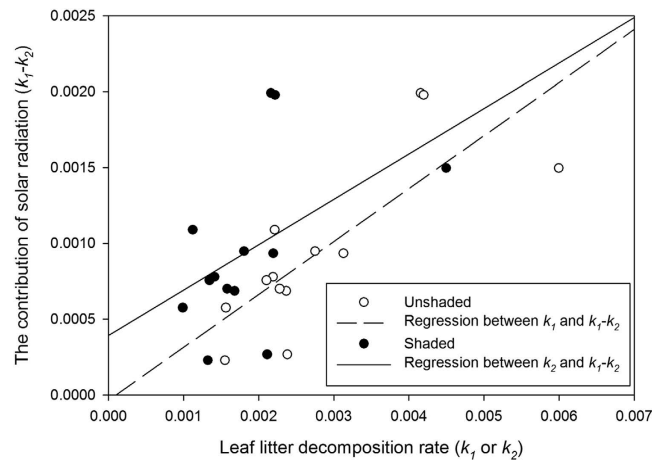 The contribution of solar radiation (k1-k2)
0.0025
0.0020
0.0015
0.0010
0.0005
0.0000
Unshaded
Regression between k1 and k1-k2
Shaded
Regression between k2 and k1-k2
0.000 0.001 0.002 0.003 0.004 0.005 0.006 0.007
Leaf litter decomposition rate (k1 or k2)